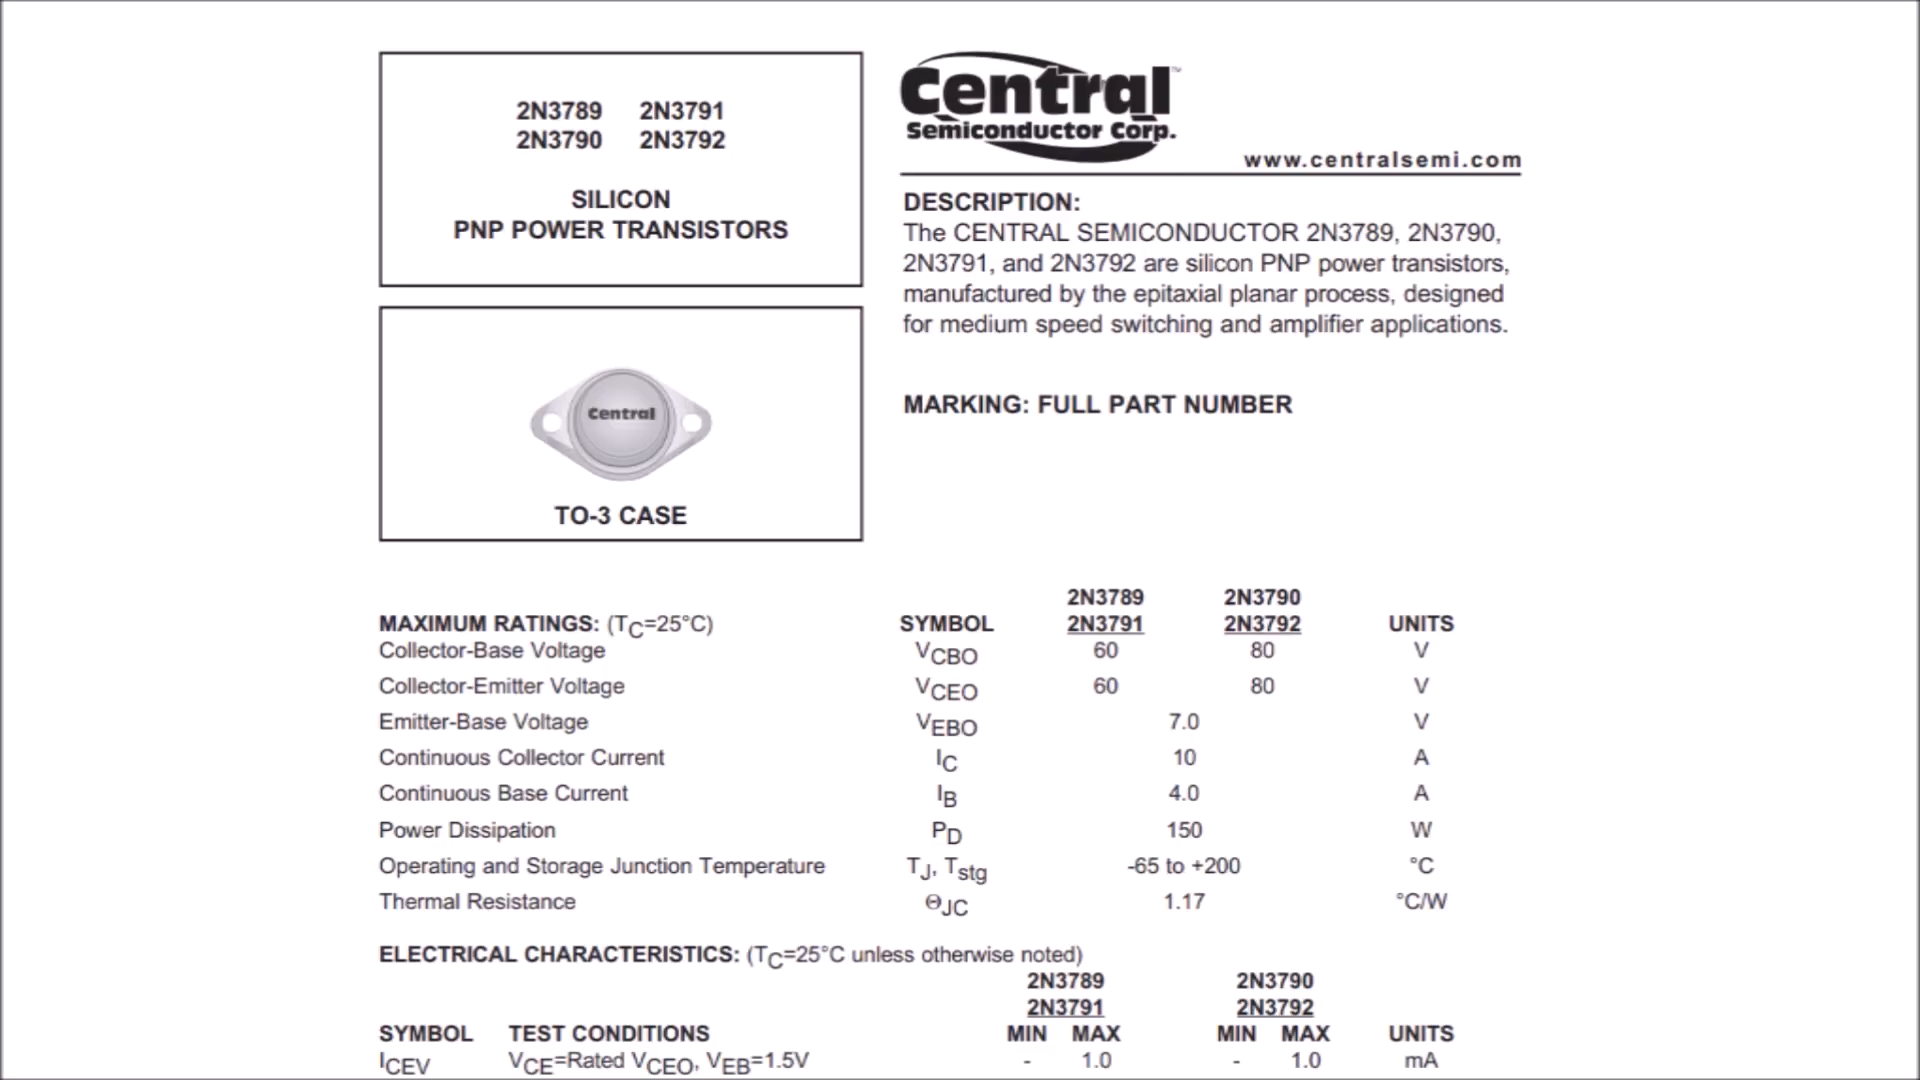 2N3789 2N3791
2N3790 2N3792
SILICON
PNP POWER TRANSISTORS
Central
TO-3 CASE
Central™
Semiconductor Corp.
www.centralsemi.com
DESCRIPTION:
The CENTRAL SEMICONDUCTOR 2N3789, 2N3790,
2N3791, and 2N3792 are silicon PNP power transistors,
manufactured by the epitaxial planar process, designed
for medium speed switching and amplifier applications.
MARKING: FULL PART NUMBER
2N3789 2N3790
MAXIMUM RATINGS: (TC=25°C) SYMBOL 2N3791 2N3792 UNITS
Collector-Base Voltage VCBO 60 80 V
Collector-Emitter Voltage VCEO 60 80 V
Emitter-Base Voltage VEBO 7.0 V
Continuous Collector Current IC 10 A
Continuous Base Current IB 4.0 A
Power Dissipation PD 150 W
Operating and Storage Junction Temperature TJ, Tstg -65 to +200 °C
Thermal Resistance ΘJC 1.17 °C/W
ELECTRICAL CHARACTERISTICS: (TC=25°C unless otherwise noted)
2N3789 2N3790
2N3791 2N3792
SYMBOL TEST CONDITIONS MIN MAX MIN MAX UNITS
ICEV VCE=Rated VCEO, VEB=1.5V - 1.0 - 1.0 mA